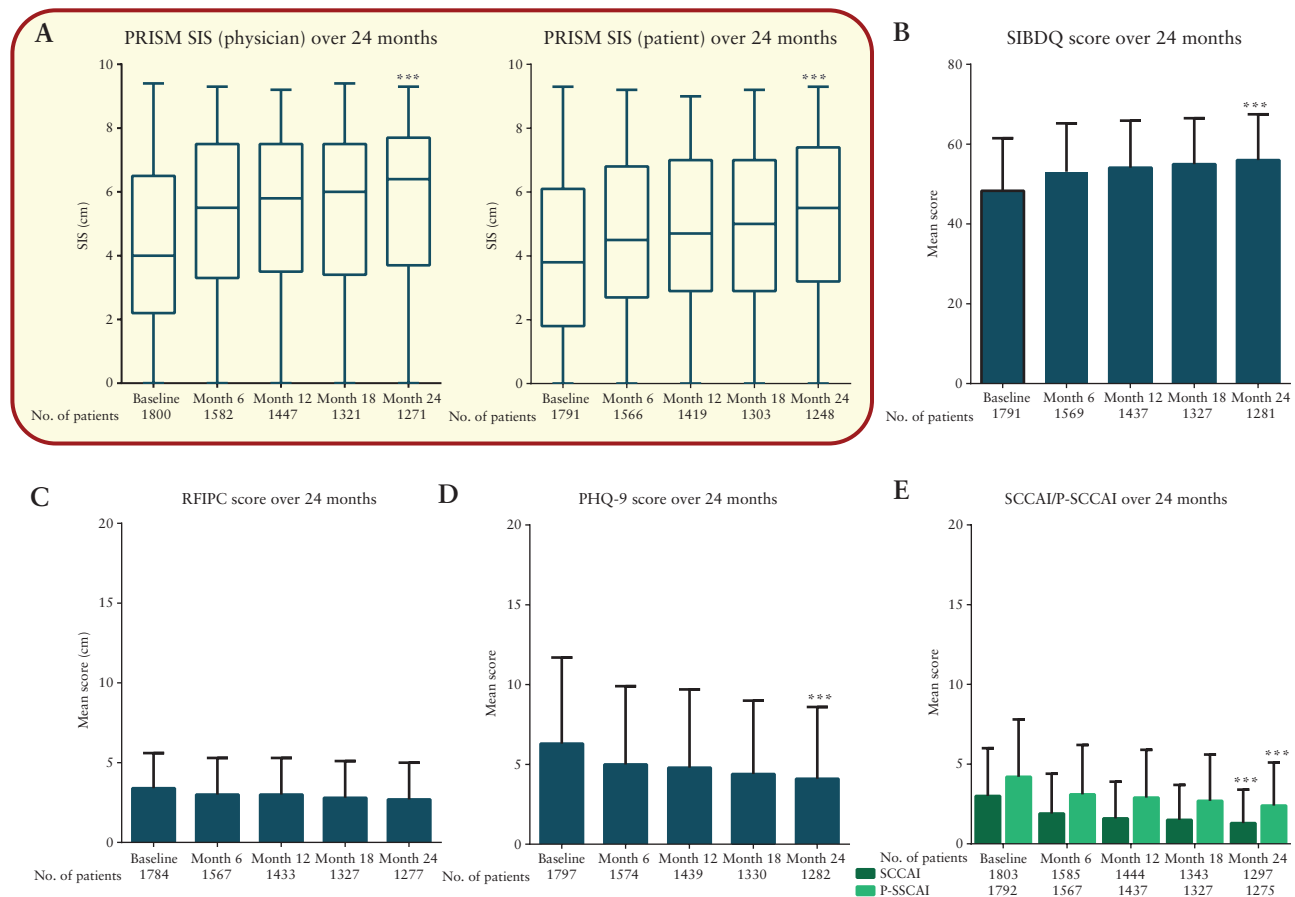 A
PRISM SIS (physician) over 24 months
10
8
6
4
2
0
SIS (cm)
***
Baseline Month 6 Month 12 Month 18 Month 24
No. of patients 1800 1582 1447 1321 1271
PRISM SIS (patient) over 24 months
10
8
6
4
2
0
SIS (cm)
***
Baseline Month 6 Month 12 Month 18 Month 24
No. of patients 1791 1566 1419 1303 1248
B
SIBDQ score over 24 months
80
60
40
20
0
Mean score
***
Baseline Month 6 Month 12 Month 18 Month 24
No. of patients 1791 1569 1437 1327 1281
C
RFIPC score over 24 months
20
15
10
5
0
Mean score (cm)
Baseline Month 6 Month 12 Month 18 Month 24
No. of patients 1784 1567 1433 1327 1277
D
PHQ-9 score over 24 months
20
15
10
5
0
Mean score
***
Baseline Month 6 Month 12 Month 18 Month 24
No. of patients 1797 1574 1439 1330 1282
E
SCCAI/P-SCCAI over 24 months
20
15
10
5
0
Mean score
***
***
No. of patients Baseline Month 6 Month 12 Month 18 Month 24
SCCAI 1803 1585 1444 1343 1297
P-SSCAI 1792 1567 1437 1327 1275